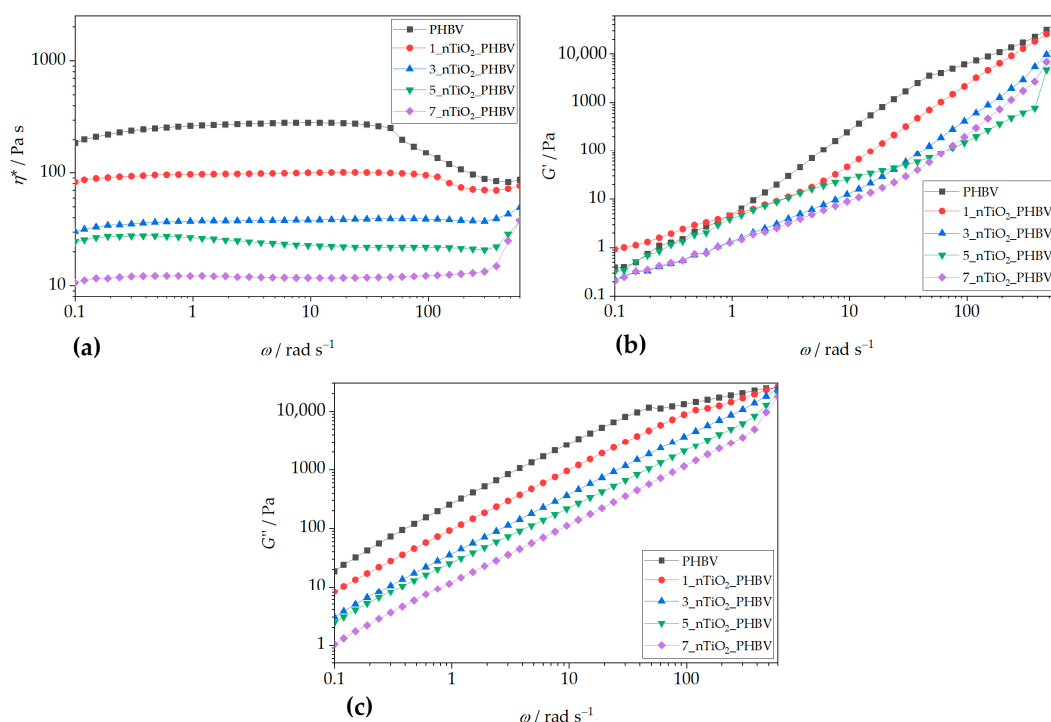 1000
100
10
η* / Pa s
0.1
1
10
100
ω / rad s⁻¹
PHBV
1_nTiO₂_PHBV
3_nTiO₂_PHBV
5_nTiO₂_PHBV
7_nTiO₂_PHBV
(a)
10,000
1000
100
10
1
0.1
G' / Pa
0.1
1
10
100
ω / rad s⁻¹
PHBV
1_nTiO₂_PHBV
3_nTiO₂_PHBV
5_nTiO₂_PHBV
7_nTiO₂_PHBV
(b)
10,000
1000
100
10
1
G'' / Pa
0.1
1
10
100
ω / rad s⁻¹
PHBV
1_nTiO₂_PHBV
3_nTiO₂_PHBV
5_nTiO₂_PHBV
7_nTiO₂_PHBV
(c)